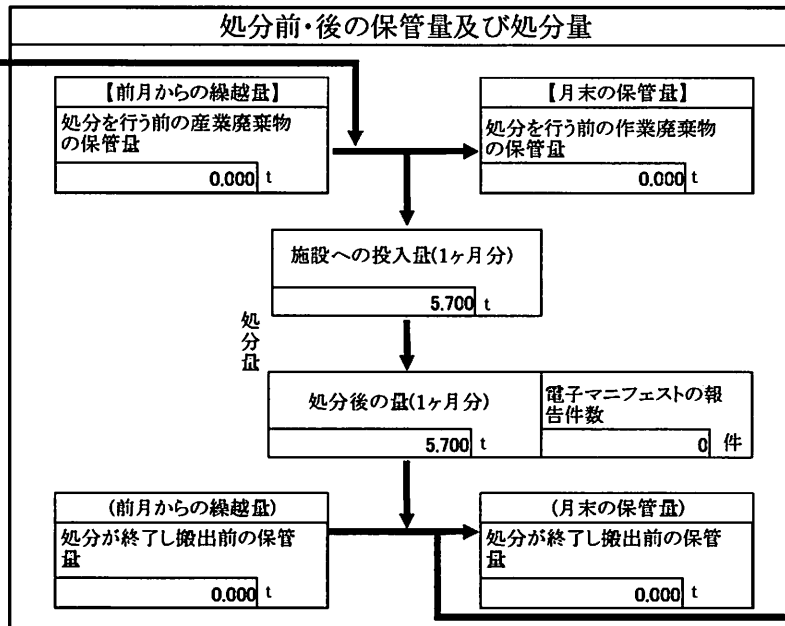 処分前・後の保管量及び処分量
【前月からの繰越量】
処分を行う前の産業廃棄物
の保管量
0.000 t
【月末の保管量】
処分を行う前の作業廃棄物
の保管量
0.000 t
施設への投入量(1ヶ月分)
5.700 t
処分量
処分後の量(1ヶ月分)
5.700 t
電子マニフェストの報
告件数
0 件
(前月からの繰越量)
処分が終了し搬出前の保管
量
0.000 t
(月末の保管量)
処分が終了し搬出前の保管
量
0.000 t